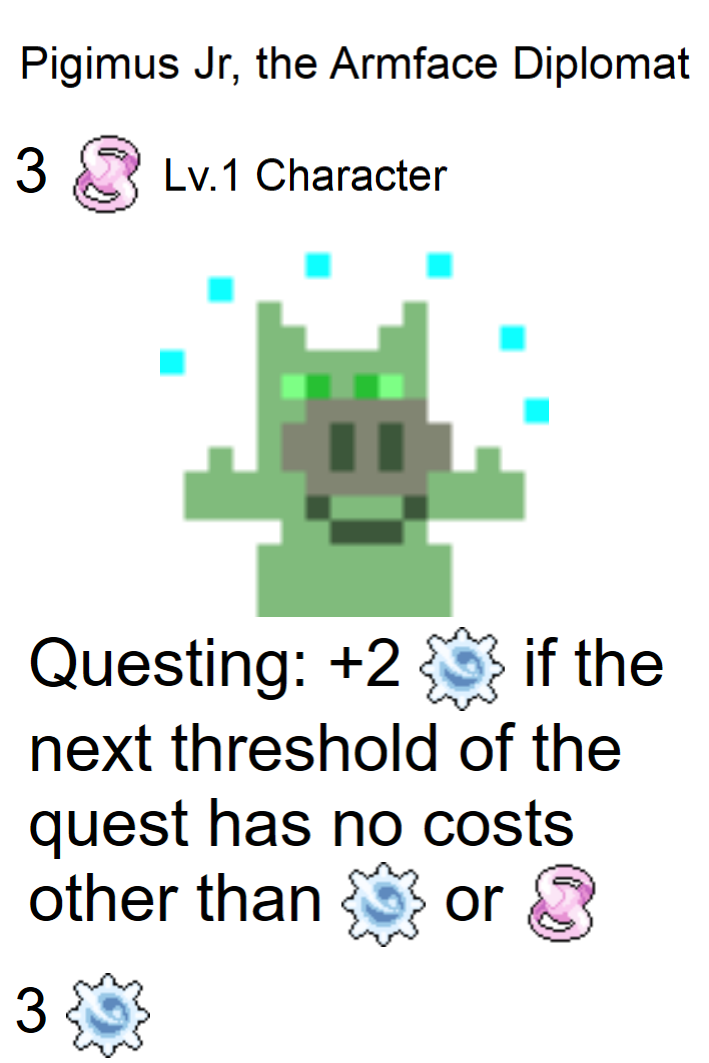 Pigimus Jr, the Armface Diplomat
3 Lv.1 Character
Questing: +2 if the
next threshold of the
quest has no costs
other than or
3